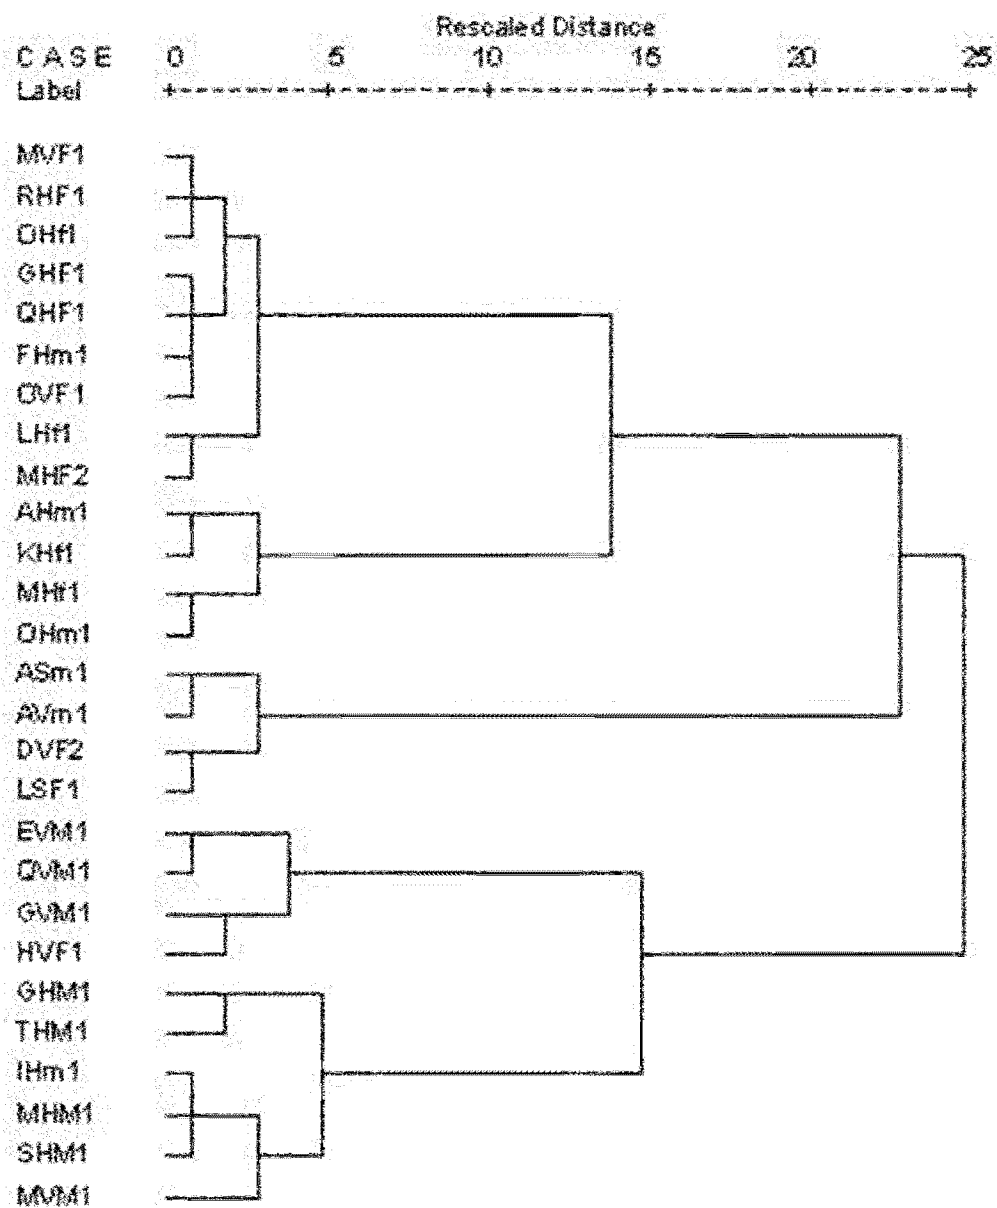 Rescaled Distance
C A S E 0 5 10 15 20 25
Label
MVF1
RHF1
OHf1
GHF1
QHF1
FHm1
OVF1
LHf1
MHF2
AHm1
KHf1
MHf1
OHm1
ASm1
AVm1
DVF2
LSF1
EVM1
QVM1
GVM1
HVF1
GHM1
THM1
IHm1
MHM1
SHM1
MVM1